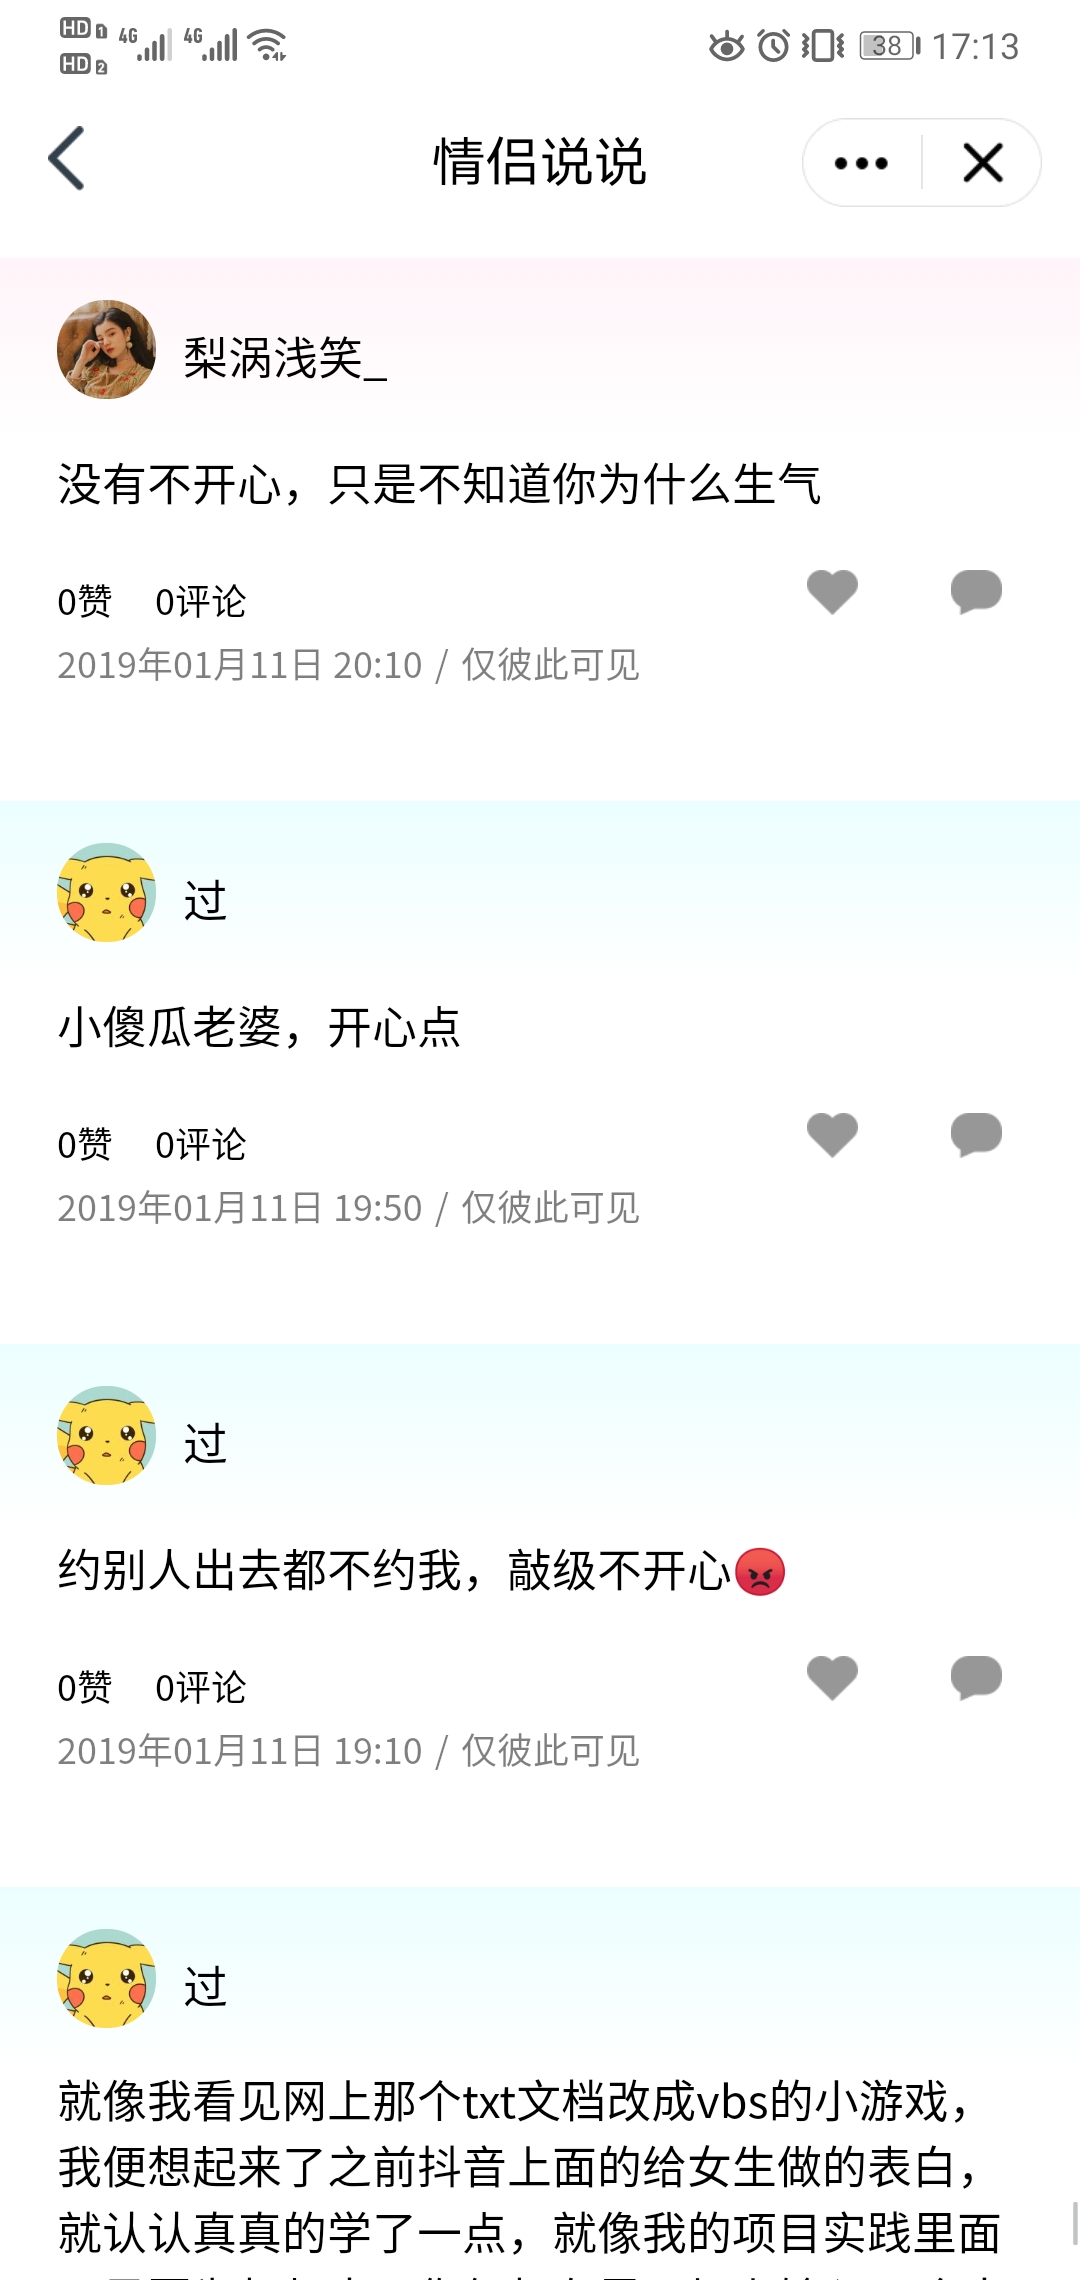 HD 1 4G 4G
HD 2
38 17:13
情侣说说
梨涡浅笑_
没有不开心，只是不知道你为什么生气
0赞 0评论
2019年01月11日 20:10 / 仅彼此可见
过
小傻瓜老婆，开心点
0赞 0评论
2019年01月11日 19:50 / 仅彼此可见
过
约别人出去都不约我，敲级不开心😡
0赞 0评论
2019年01月11日 19:10 / 仅彼此可见
过
就像我看见网上那个txt文档改成vbs的小游戏，
我便想起来了之前抖音上面的给女生做的表白，
就认认真真的学了一点，就像我的项目实践里面